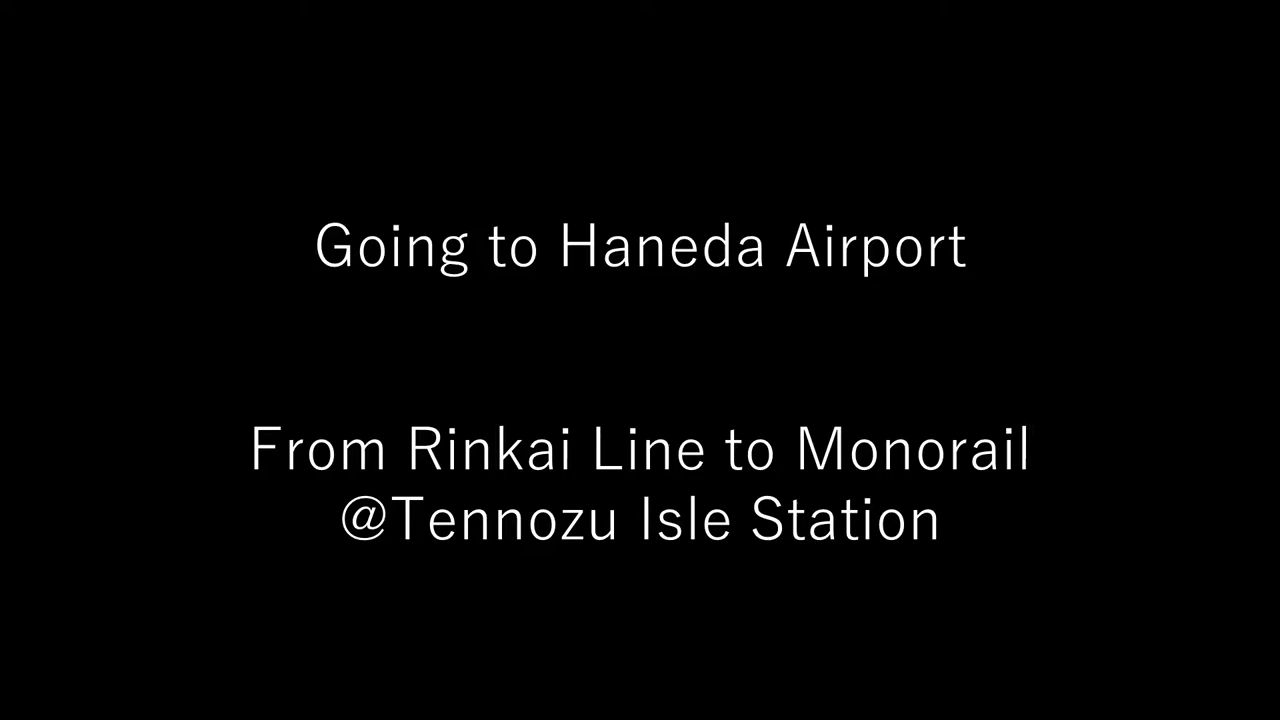 Going to Haneda Airport
From Rinkai Line to Monorail
@Tennozu Isle Station